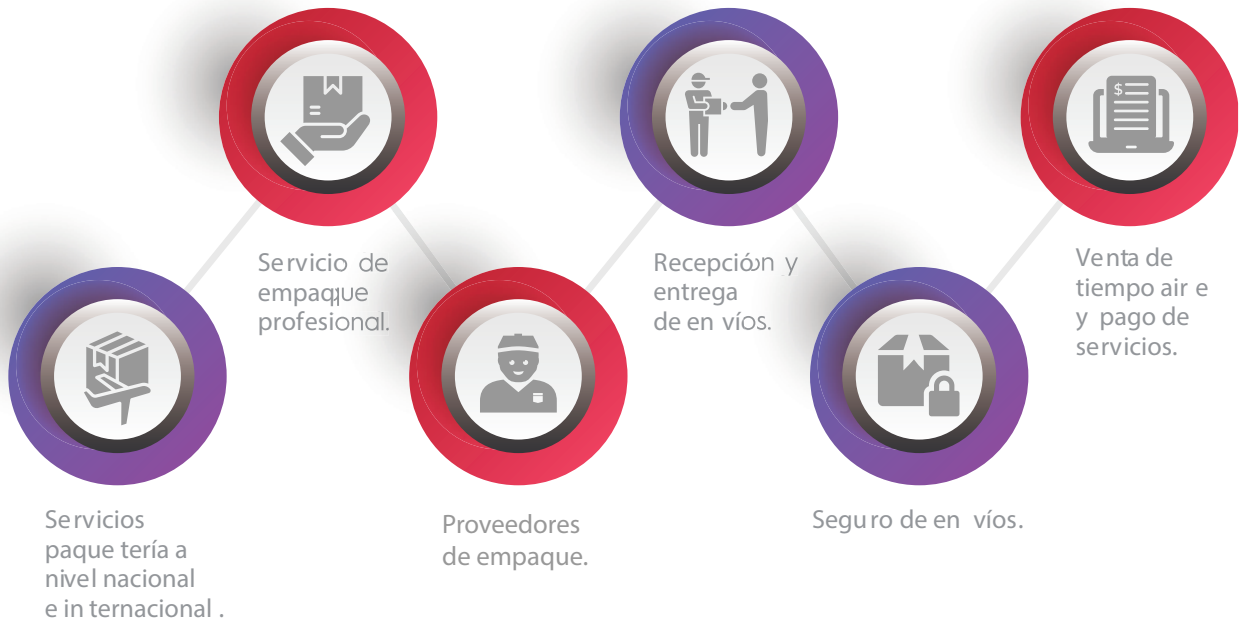 Servicios
paquetería a
nivel nacional
e internacional.
Servicio de
empaque
profesional.
Proveedores
de empaque.
Recepción y
entrega
de envíos.
Seguro de envíos.
Venta de
tiempo aire
y pago de
servicios.
$